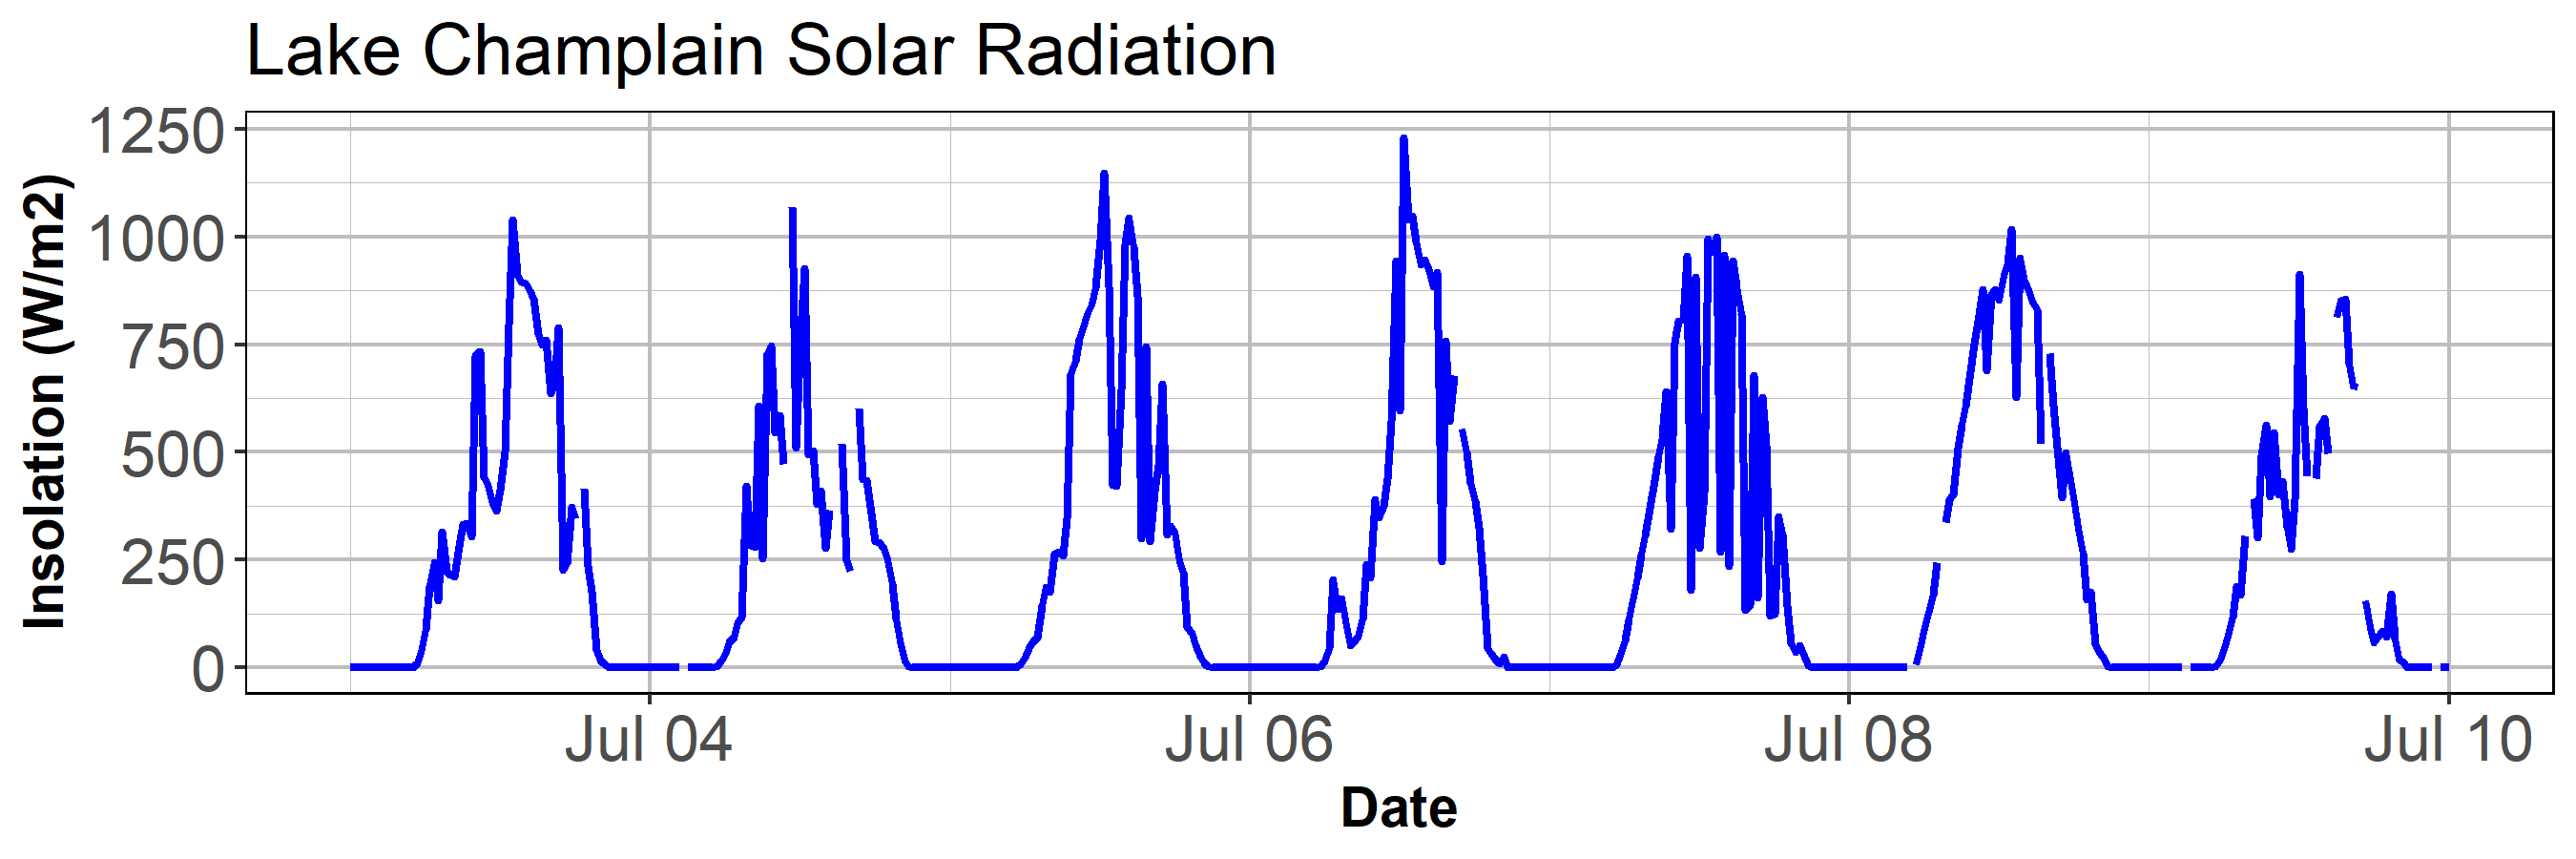 Lake Champlain Solar Radiation
Insolation (W/m2)
1250
1000
750
500
250
0
Jul 04
Jul 06
Jul 08
Jul 10
Date